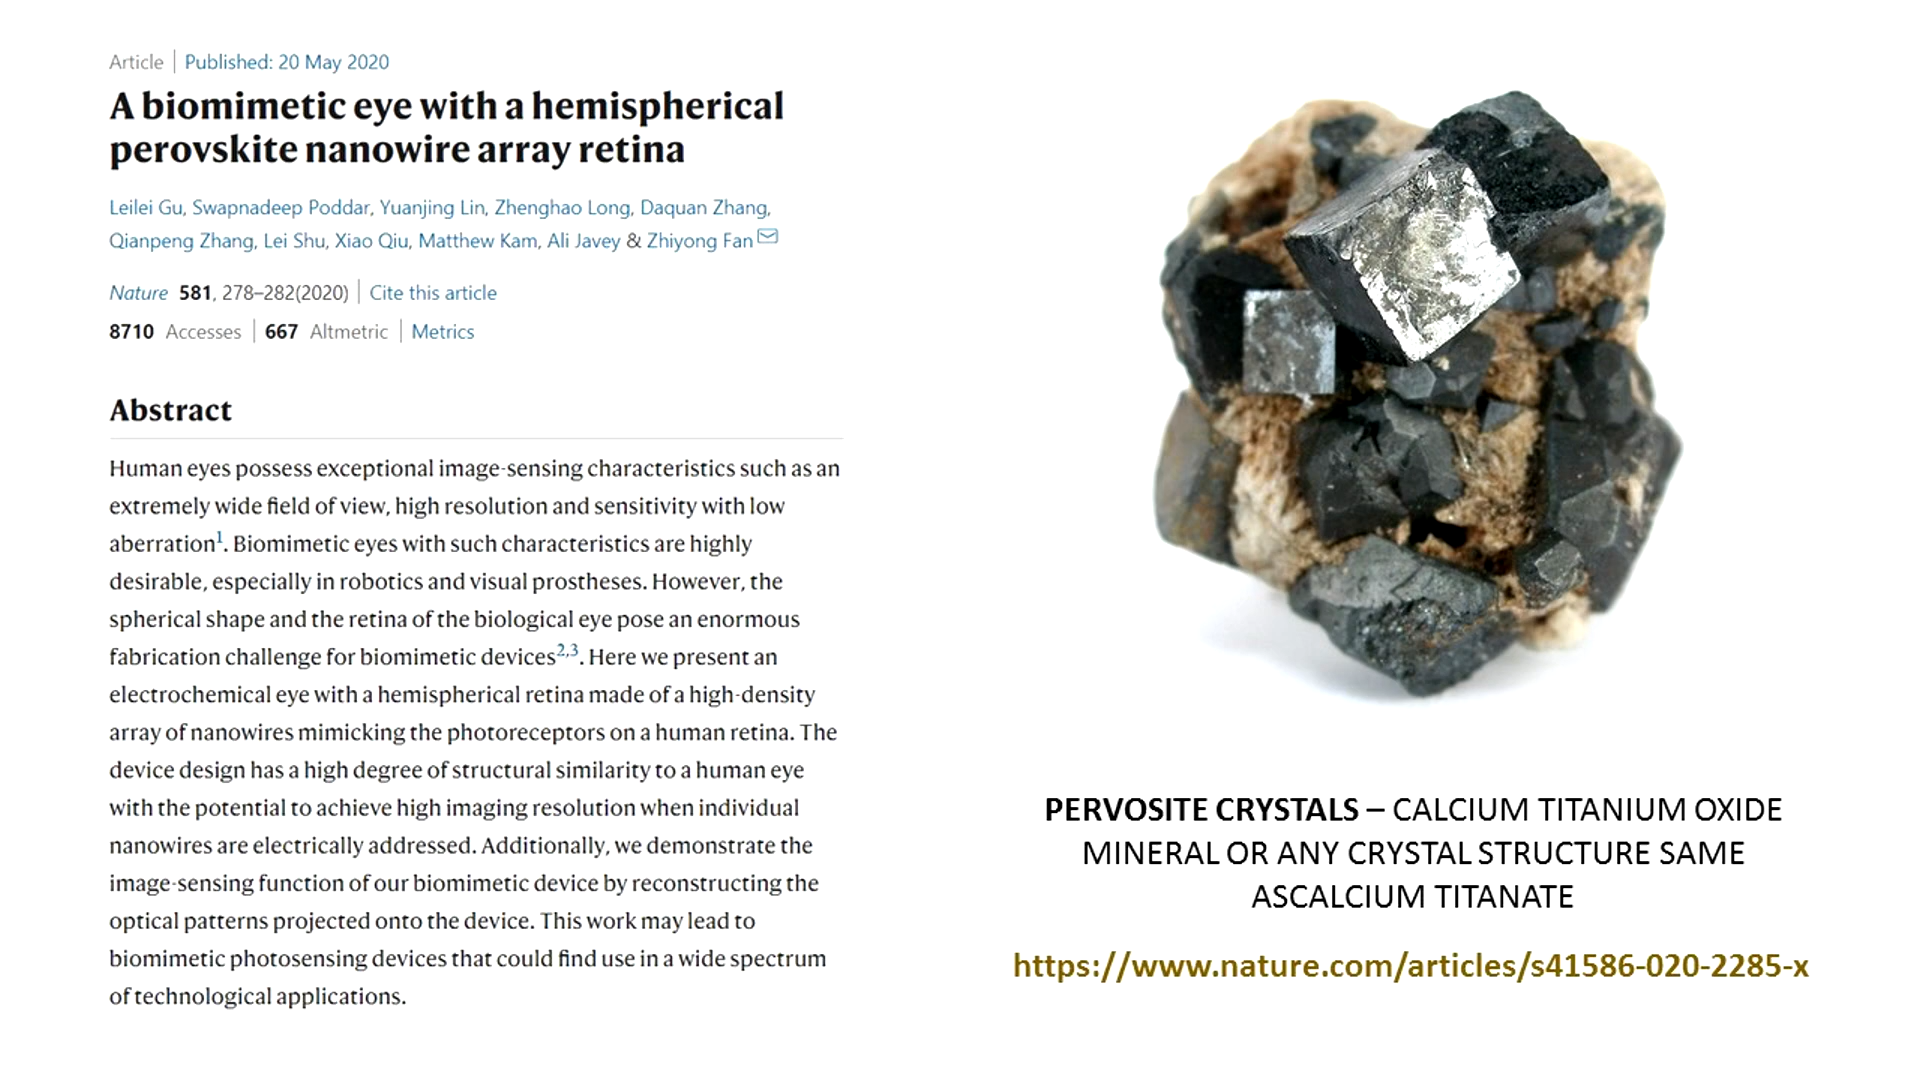 Article | Published: 20 May 2020
A biomimetic eye with a hemispherical
perovskite nanowire array retina
Leilei Gu, Swapnadeep Poddar, Yuanjing Lin, Zhenghao Long, Daquan Zhang,
Qianpeng Zhang, Lei Shu, Xiao Qiu, Matthew Kam, Ali Javey & Zhiyong Fan
Nature 581, 278–282(2020) | Cite this article
8710 Accesses | 667 Altmetric | Metrics
Abstract
Human eyes possess exceptional image-sensing characteristics such as an
extremely wide field of view, high resolution and sensitivity with low
aberration1. Biomimetic eyes with such characteristics are highly
desirable, especially in robotics and visual prostheses. However, the
spherical shape and the retina of the biological eye pose an enormous
fabrication challenge for biomimetic devices2,3. Here we present an
electrochemical eye with a hemispherical retina made of a high-density
array of nanowires mimicking the photoreceptors on a human retina. The
device design has a high degree of structural similarity to a human eye
with the potential to achieve high imaging resolution when individual
nanowires are electrically addressed. Additionally, we demonstrate the
image-sensing function of our biomimetic device by reconstructing the
optical patterns projected onto the device. This work may lead to
biomimetic photosensing devices that could find use in a wide spectrum
of technological applications.
PERVOSITE CRYSTALS – CALCIUM TITANIUM OXIDE
MINERAL OR ANY CRYSTAL STRUCTURE SAME
ASCALCIUM TITANATE
https://www.nature.com/articles/s41586-020-2285-x